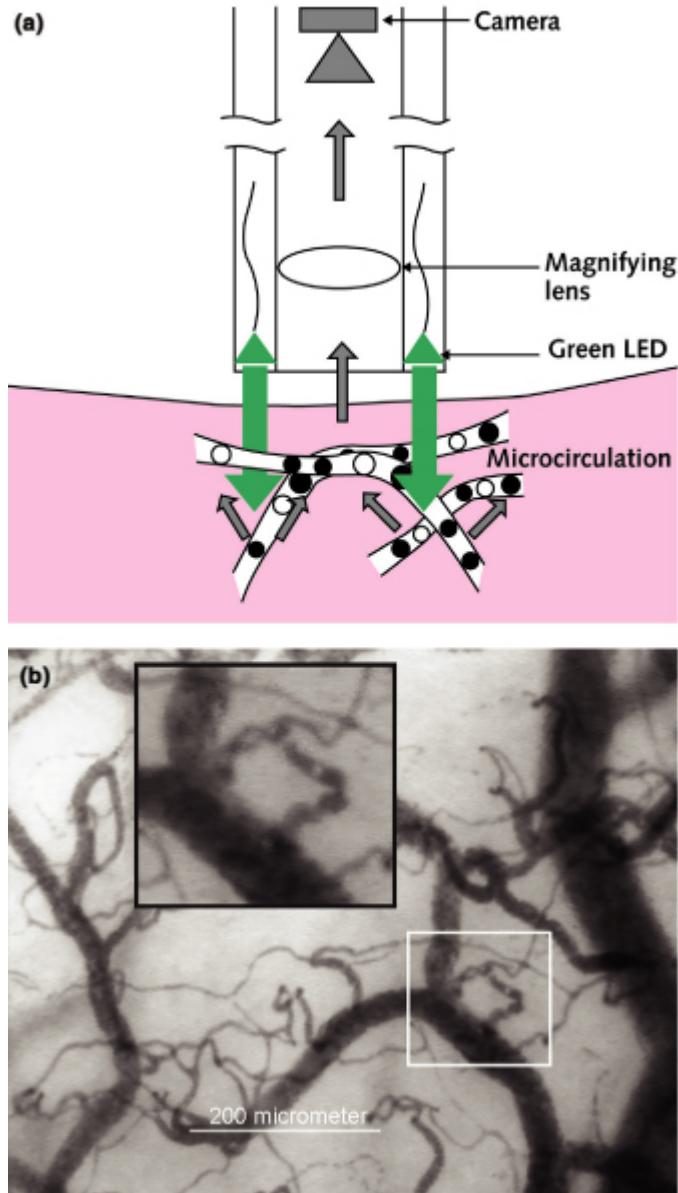 (a)
Camera
Magnifying
lens
Green LED
Microcirculation
(b)
200 micrometer